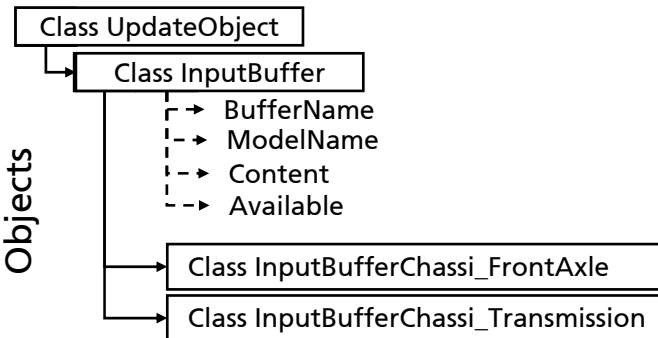 Class UpdateObject
Class InputBuffer
BufferName
ModelName
Content
Available
Objects
Class InputBufferChassi_FrontAxle
Class InputBufferChassi_Transmission